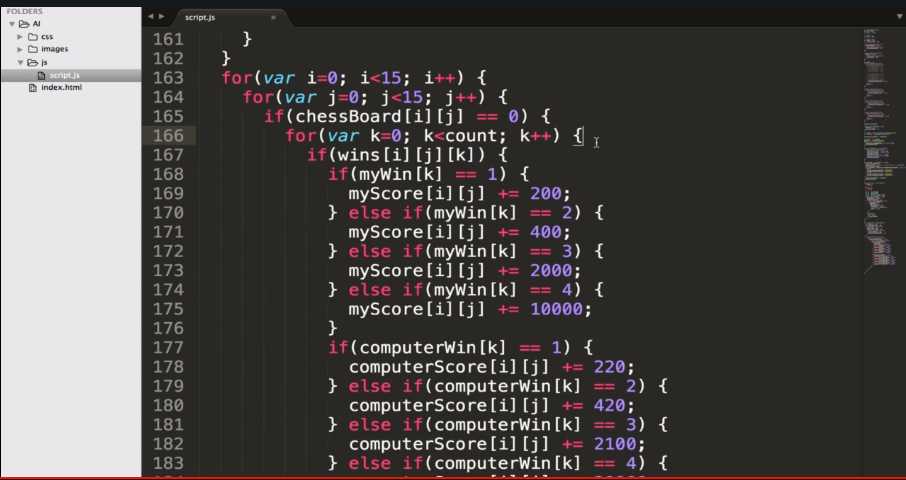 FOLDERS
AI
css
images
js
script.js
index.html
script.js ×
161 }
162 }
163 for(var i=0; i<15; i++) {
164 for(var j=0; j<15; j++) {
165 if(chessBoard[i][j] == 0) {
166 for(var k=0; k<count; k++) {
167 if(wins[i][j][k]) {
168 if(myWin[k] == 1) {
169 myScore[i][j] += 200;
170 } else if(myWin[k] == 2) {
171 myScore[i][j] += 400;
172 } else if(myWin[k] == 3) {
173 myScore[i][j] += 2000;
174 } else if(myWin[k] == 4) {
175 myScore[i][j] += 10000;
176 }
177 if(computerWin[k] == 1) {
178 computerScore[i][j] += 220;
179 } else if(computerWin[k] == 2) {
180 computerScore[i][j] += 420;
181 } else if(computerWin[k] == 3) {
182 computerScore[i][j] += 2100;
183 } else if(computerWin[k] == 4) {